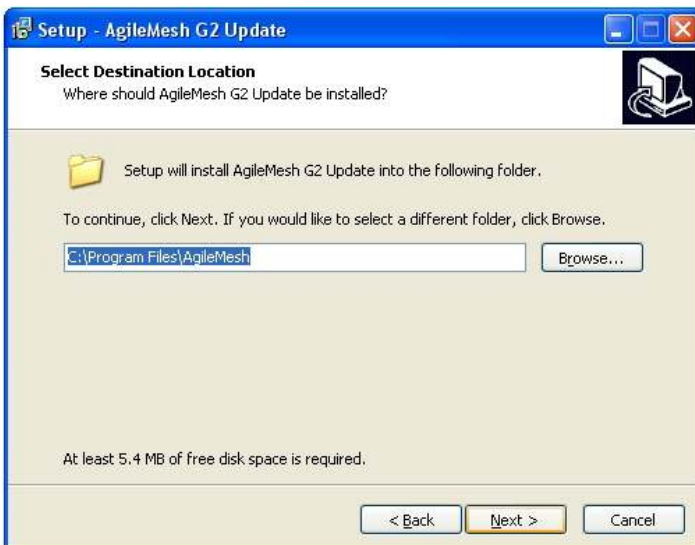 Setup - AgileMesh G2 Update
Select Destination Location
Where should AgileMesh G2 Update be installed?
Setup will install AgileMesh G2 Update into the following folder.
To continue, click Next. If you would like to select a different folder, click Browse.
C:\Program Files\AgileMesh
Browse...
At least 5.4 MB of free disk space is required.
< Back
Next >
Cancel